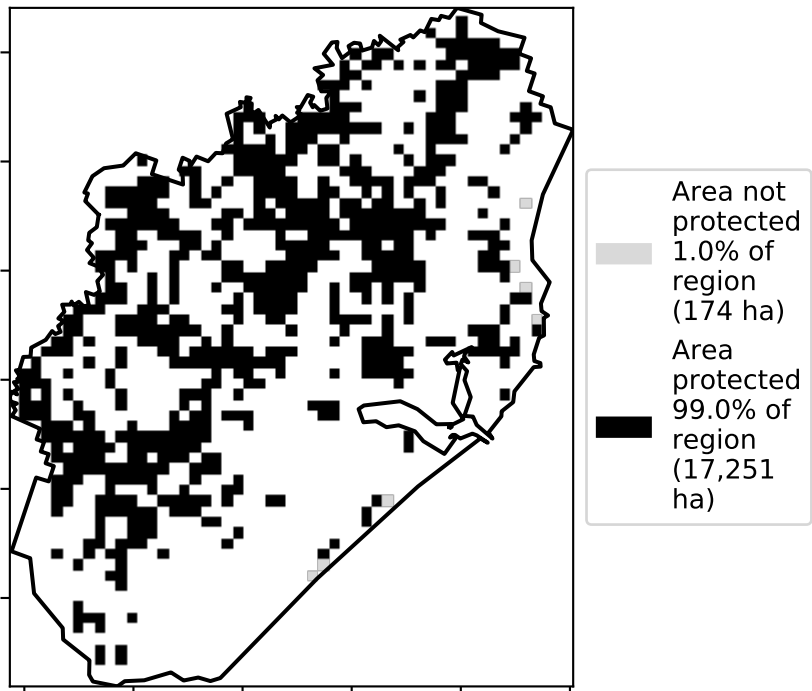 Area not
protected
1.0% of
region
(174 ha)
Area
protected
99.0% of
region
(17,251
ha)